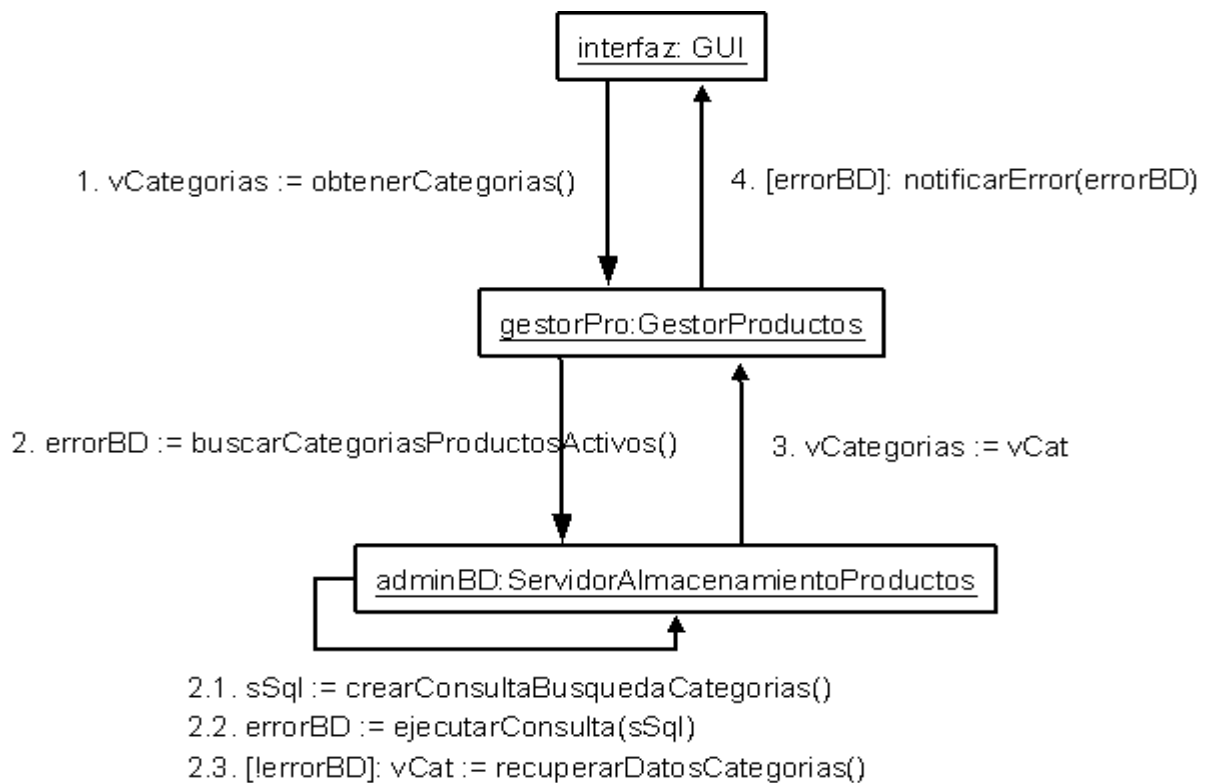 interfaz: GUI
1. vCategorias := obtenerCategorias()
4. [errorBD]: notificarError(errorBD)
gestorPro:GestorProductos
2. errorBD := buscarCategoriasProductosActivos()
3. vCategorias := vCat
adminBD:ServidorAlmacenamientoProductos
2.1. sSql := crearConsultaBusquedaCategorias()
2.2. errorBD := ejecutarConsulta(sSql)
2.3. [!errorBD]: vCat := recuperarDatosCategorias()